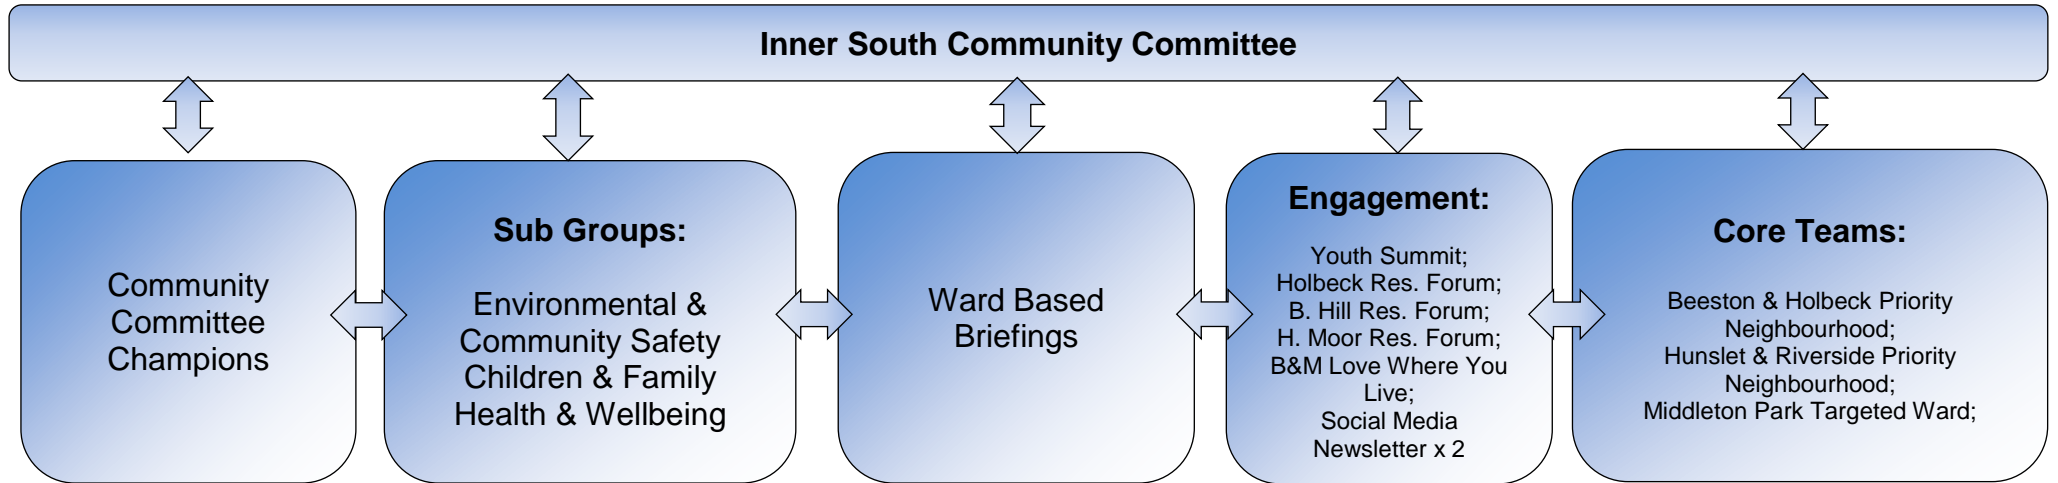 Inner South Community Committee
Community
Committee
Champions
Sub Groups:
Environmental &
Community Safety
Children & Family
Health & Wellbeing
Ward Based
Briefings
Engagement:
Youth Summit;
Holbeck Res. Forum;
B. Hill Res. Forum;
H. Moor Res. Forum;
B&M Love Where You
Live;
Social Media
Newsletter x 2
Core Teams:
Beeston & Holbeck Priority
Neighbourhood;
Hunslet & Riverside Priority
Neighbourhood;
Middleton Park Targeted Ward;